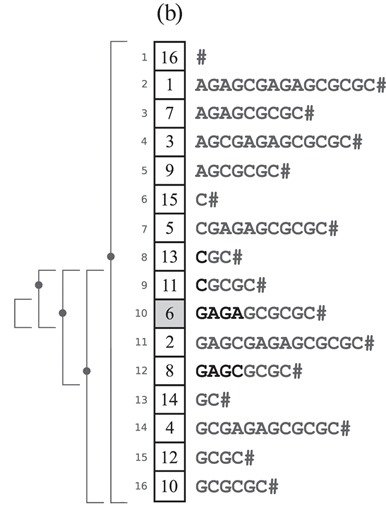 (b)
1 16 #
2 1 AGAGCGAGAGCGCGC#
3 7 AGAGCGCGC#
4 3 AGCGAGAGCGCGC#
5 9 AGCGCGC#
6 15 C#
7 5 CGAGAGCGCGC#
8 13 CGC#
9 11 CGCGC#
10 6 GAGAGCGCGC#
11 2 GAGCGAGAGCGCGC#
12 8 GAGCGCGC#
13 14 GC#
14 4 GCGAGAGCGCGC#
15 12 GCGC#
16 10 GCGCGC#